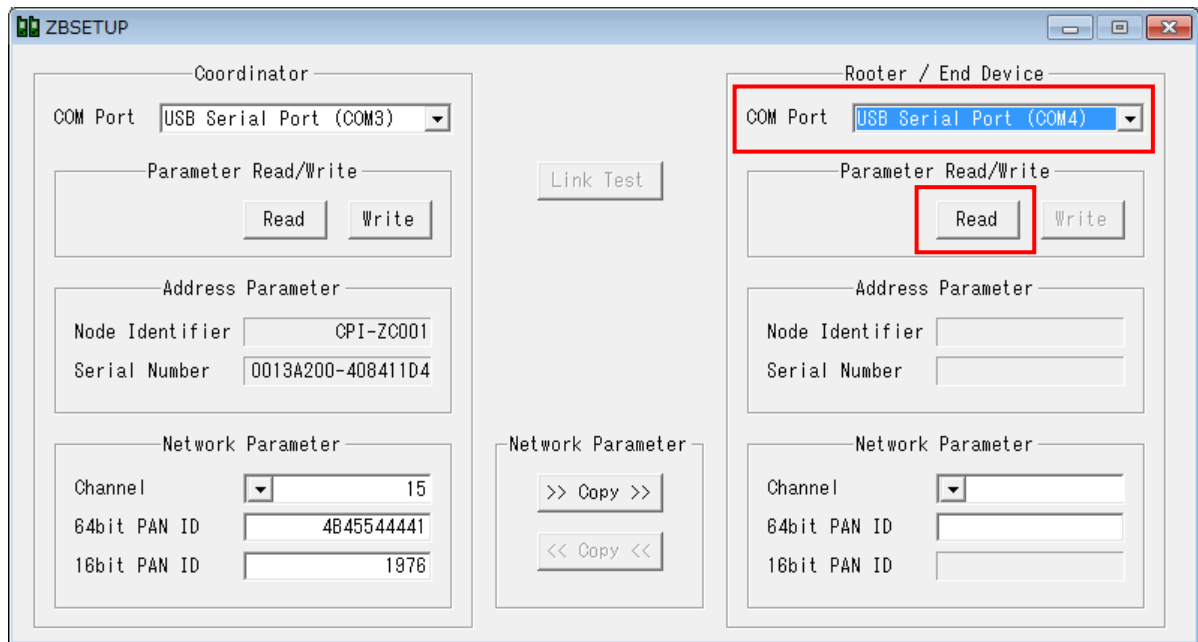 ZBSETUP
Coordinator
COM Port USB Serial Port (COM3)
Parameter Read/Write
Read Write
Address Parameter
Node Identifier CPI-ZC001
Serial Number 0013A200-408411D4
Network Parameter
Channel 15
64bit PAN ID 4B45544441
16bit PAN ID 1976
Link Test
Network Parameter
>> Copy >>
<< Copy <<
Rooter / End Device
COM Port USB Serial Port (COM4)
Parameter Read/Write
Read Write
Address Parameter
Node Identifier
Serial Number
Network Parameter
Channel
64bit PAN ID
16bit PAN ID